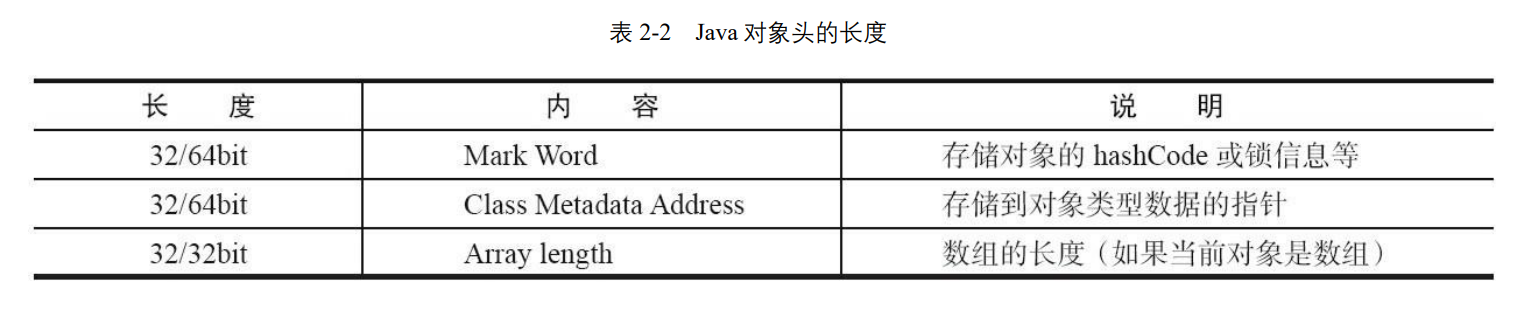 表 2-2 Java 对象头的长度
长 度 内 容 说 明
32/64bit Mark Word 存储对象的 hashCode 或锁信息等
32/64bit Class Metadata Address 存储到对象类型数据的指针
32/32bit Array length 数组的长度（如果当前对象是数组）